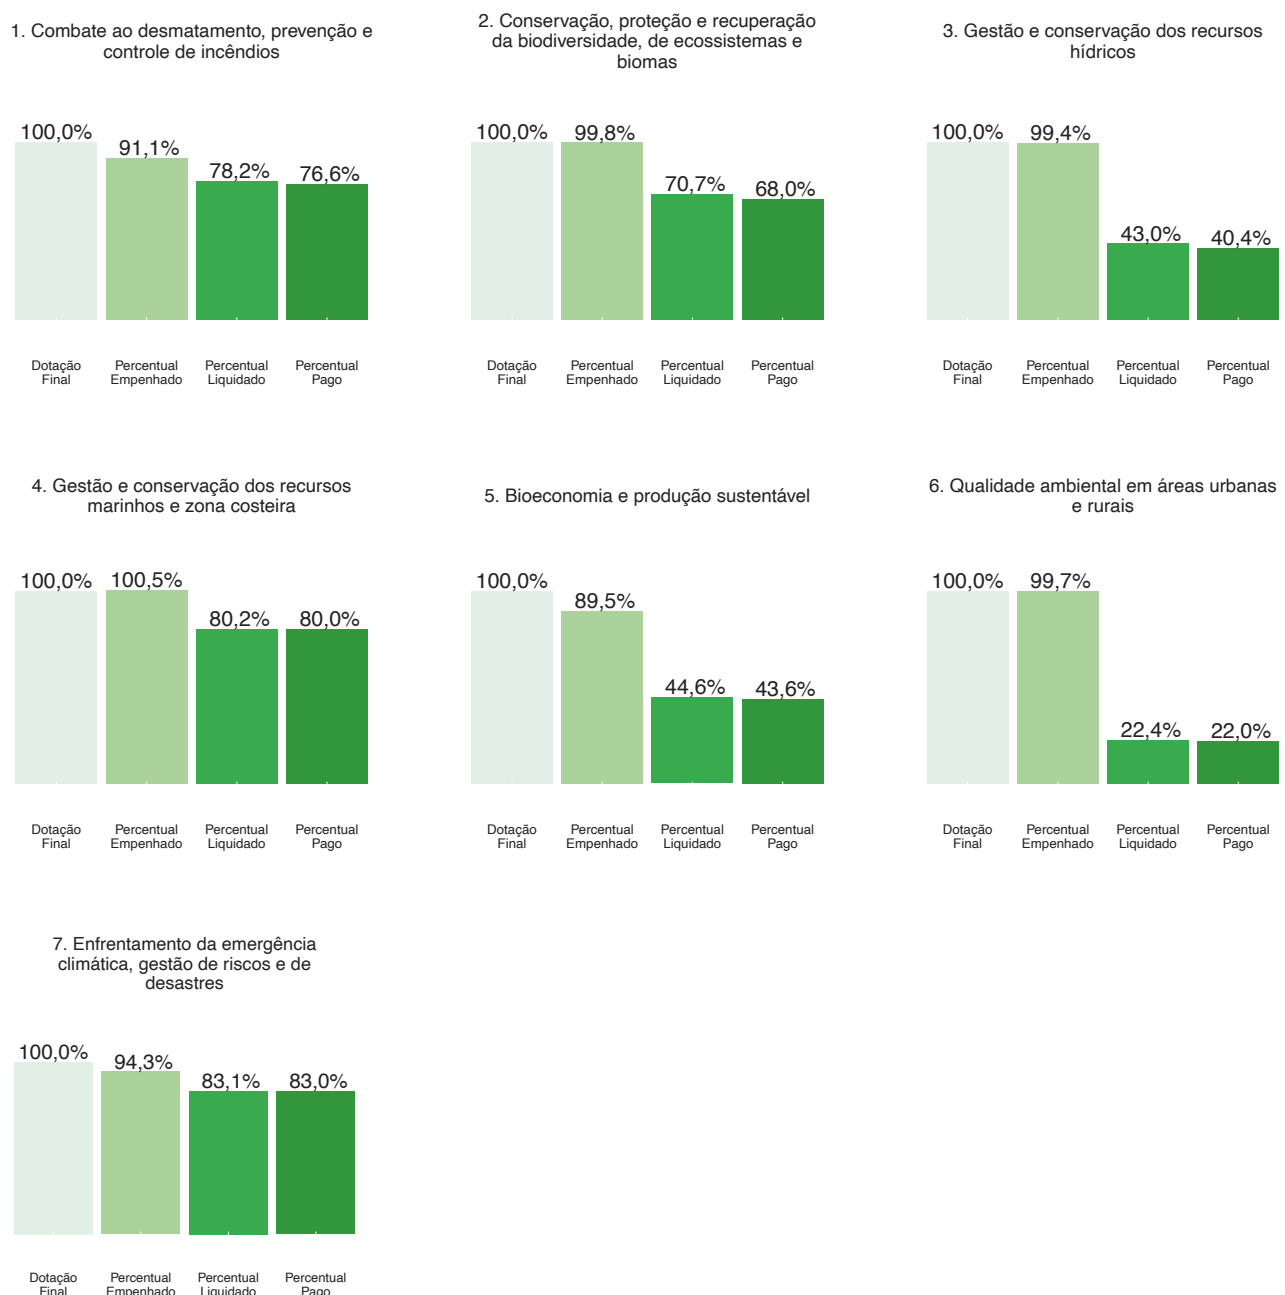 1. Combate ao desmatamento, prevenção e
controle de incêndios
100,0%
91,1%
78,2%
76,6%
Dotação
Final
Percentual
Empenhado
Percentual
Liquidado
Percentual
Pago
2. Conservação, proteção e recuperação
da biodiversidade, de ecossistemas e
biomas
100,0%
99,8%
70,7%
68,0%
Dotação
Final
Percentual
Empenhado
Percentual
Liquidado
Percentual
Pago
3. Gestão e conservação dos recursos
hídricos
100,0%
99,4%
43,0%
40,4%
Dotação
Final
Percentual
Empenhado
Percentual
Liquidado
Percentual
Pago
4. Gestão e conservação dos recursos
marinhos e zona costeira
100,0%
100,5%
80,2%
80,0%
Dotação
Final
Percentual
Empenhado
Percentual
Liquidado
Percentual
Pago
5. Bioeconomia e produção sustentável
100,0%
89,5%
44,6%
43,6%
Dotação
Final
Percentual
Empenhado
Percentual
Liquidado
Percentual
Pago
6. Qualidade ambiental em áreas urbanas
e rurais
100,0%
99,7%
22,4%
22,0%
Dotação
Final
Percentual
Empenhado
Percentual
Liquidado
Percentual
Pago
7. Enfrentamento da emergência
climática, gestão de riscos e de
desastres
100,0%
94,3%
83,1%
83,0%
Dotação
Final
Percentual
Empenhado
Percentual
Liquidado
Percentual
Pago